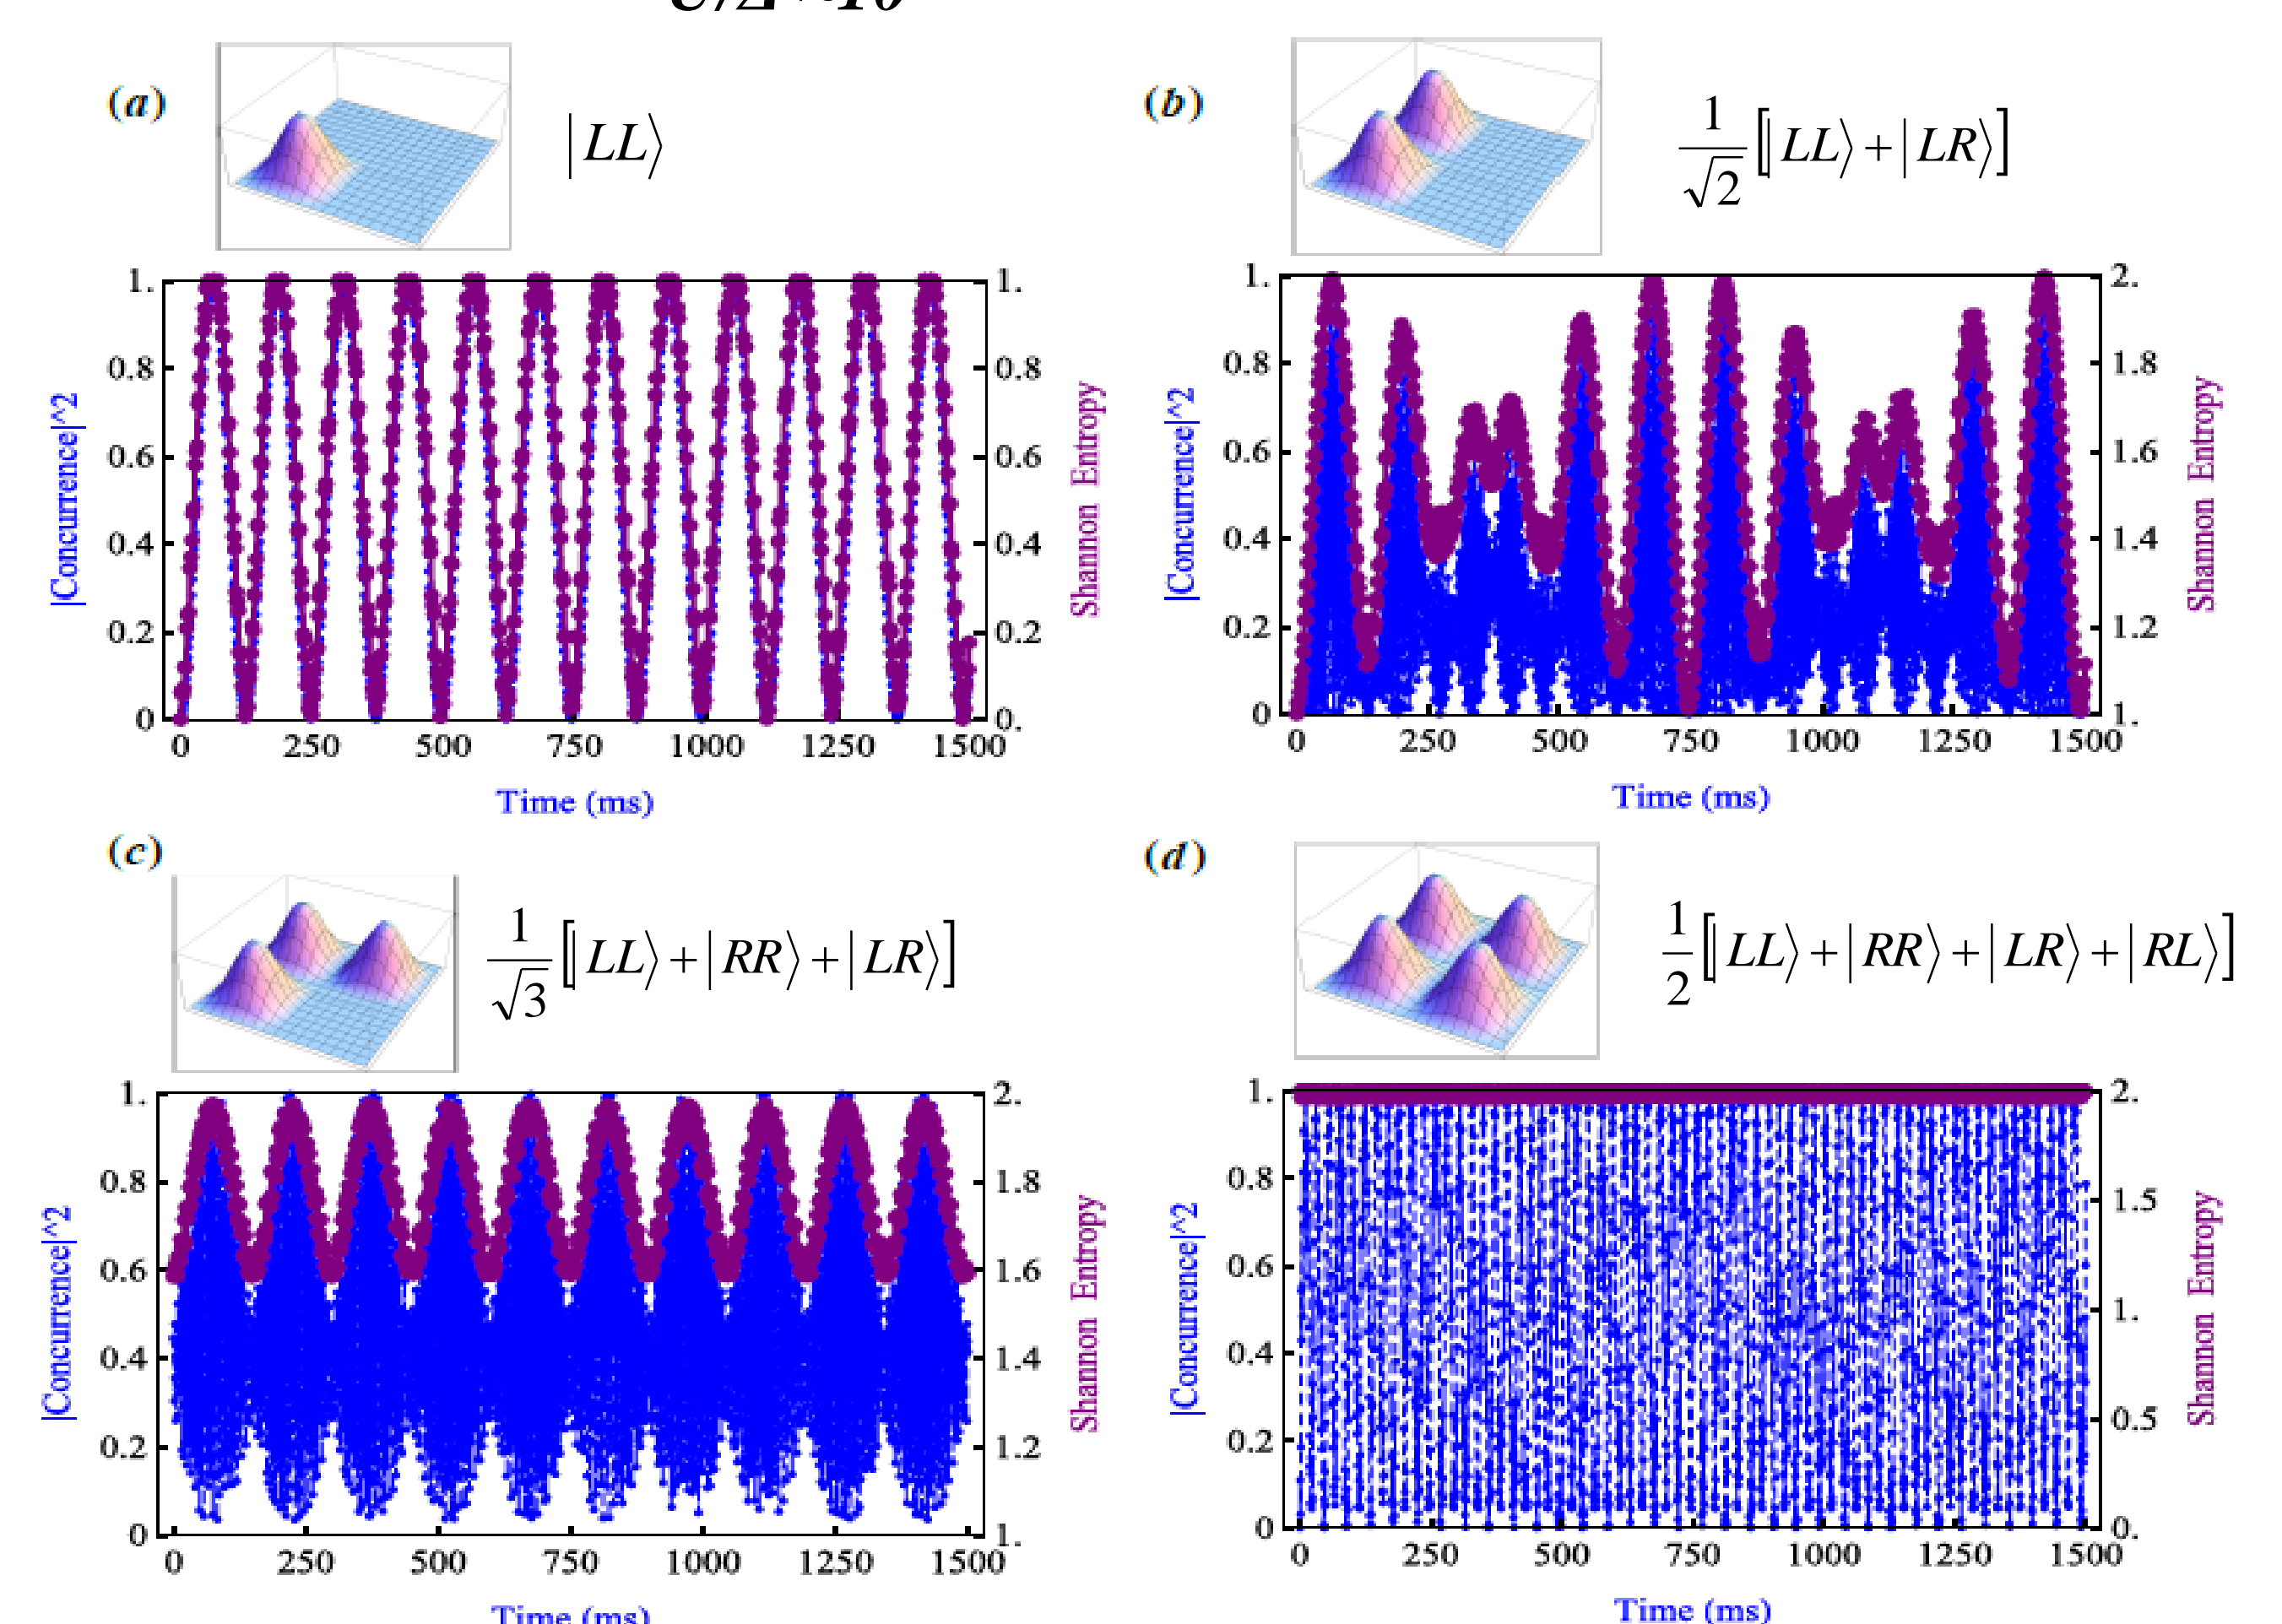 (a)
|LL⟩
1. 0.8 0.6 0.4 0.2 0
|Concurrence|^2
1. 0.8 0.6 0.4 0.2 0.
Shannon Entropy
0 250 500 750 1000 1250 1500
Time (ms)
(b)
1/√2 [|LL⟩+|LR⟩]
1. 0.8 0.6 0.4 0.2 0
|Concurrence|^2
2. 1.8 1.6 1.4 1.2 1.
Shannon Entropy
0 250 500 750 1000 1250 1500
Time (ms)
(c)
1/√3 [|LL⟩+|RR⟩+|LR⟩]
1. 0.8 0.6 0.4 0.2 0
|Concurrence|^2
2. 1.8 1.6 1.4 1.2 1.
Shannon Entropy
0 250 500 750 1000 1250 1500
Time (ms)
(d)
1/2 [|LL⟩+|RR⟩+|LR⟩+|RL⟩]
1. 0.8 0.6 0.4 0.2 0
|Concurrence|^2
2. 1.5 1. 0.5 0.
Shannon Entropy
0 250 500 750 1000 1250 1500
Time (ms)